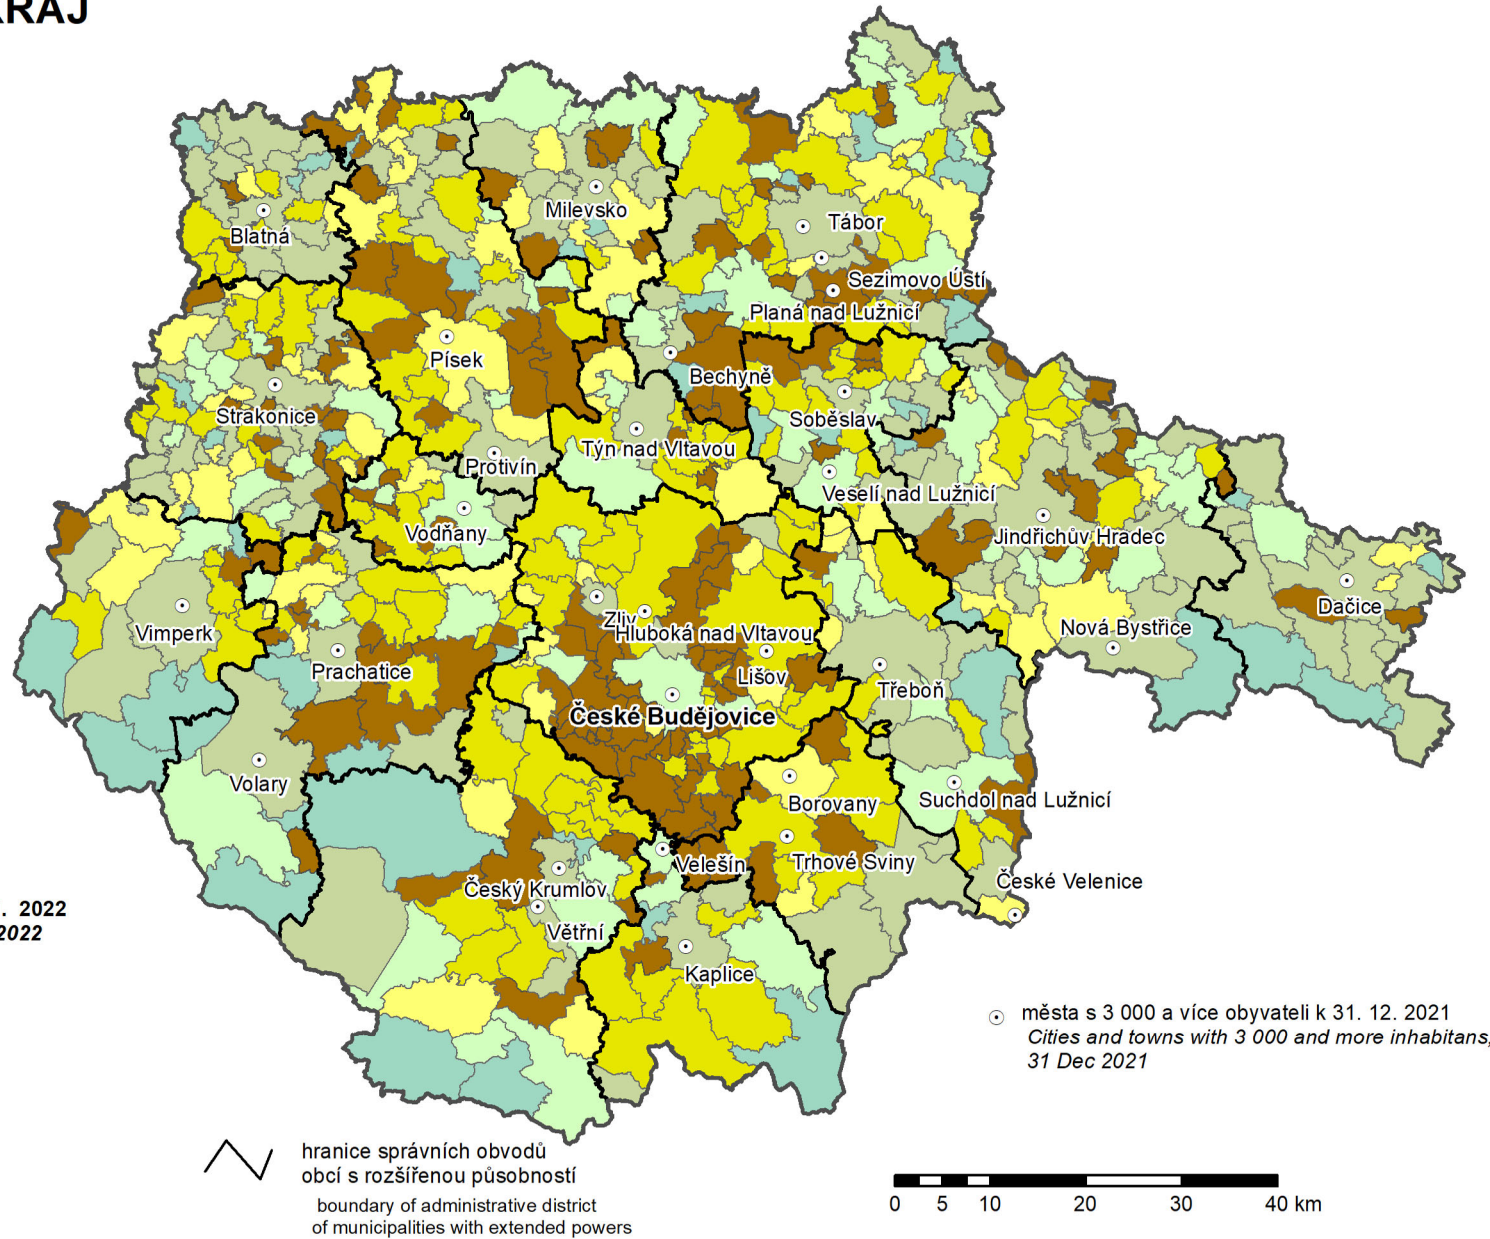 KRAJ
Milevsko
Blatná
Tábor
Sezimovo Ústí
Planá nad Lužnicí
Písek
Bechyně
Strakonice
Soběslav
Týn nad Vltavou
Protivín
Veselí nad Lužnicí
Vodňany
Jindřichův Hradec
Dačice
Zliv
Hluboká nad Vltavou
Nová Bystřice
Vimperk
Prachatice
Lišov
Třeboň
České Budějovice
Volary
Borovany
Suchdol nad Lužnicí
Velešín
Trhové Sviny
Český Krumlov
České Velenice
. 2022
2022
Větřní
Kaplice
města s 3 000 a více obyvateli k 31. 12. 2021
Cities and towns with 3 000 and more inhabitans,
31 Dec 2021
hranice správních obvodů
obcí s rozšířenou působností
boundary of administrative district
of municipalities with extended powers
0 5 10 20 30 40 km